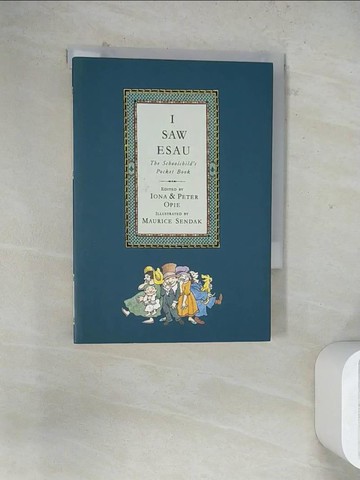 I
SAW
ESAU
The Schoolchild's
Pocket Book
EDITED BY
IONA & PETER
OPIE
ILLUSTRATED BY
MAURICE SENDAK